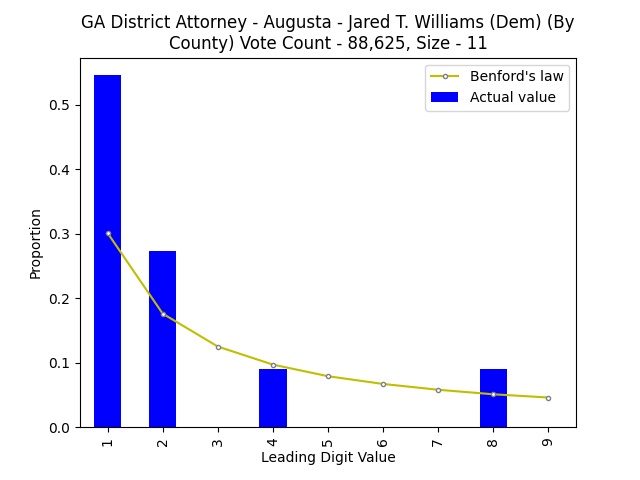 GA District Attorney - Augusta - Jared T. Williams (Dem) (By
County) Vote Count - 88,625, Size - 11
Benford's law
Actual value
Proportion
0.5
0.4
0.3
0.2
0.1
0.0
1 2 3 4 5 6 7 8 9
Leading Digit Value